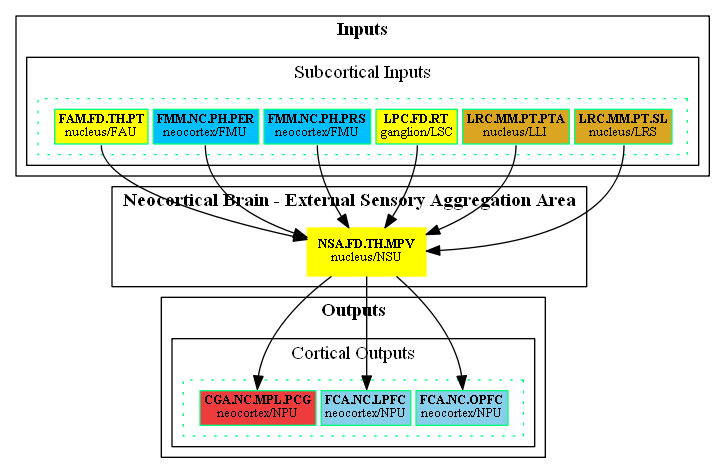 Inputs
Subcortical Inputs
FAM.FD.TH.PT
nucleus/FAU
FMM.NC.PH.PER
neocortex/FMU
FMM.NC.PH.PRS
neocortex/FMU
LPC.FD.RT
ganglion/LSC
LRC.MM.PT.PTA
nucleus/LLI
LRC.MM.PT.SL
nucleus/LRS
Neocortical Brain - External Sensory Aggregation Area
NSA.FD.TH.MPV
nucleus/NSU
Outputs
Cortical Outputs
CGA.NC.MPL.PCG
neocortex/NPU
FCA.NC.LPFC
neocortex/NPU
FCA.NC.OPFC
neocortex/NPU